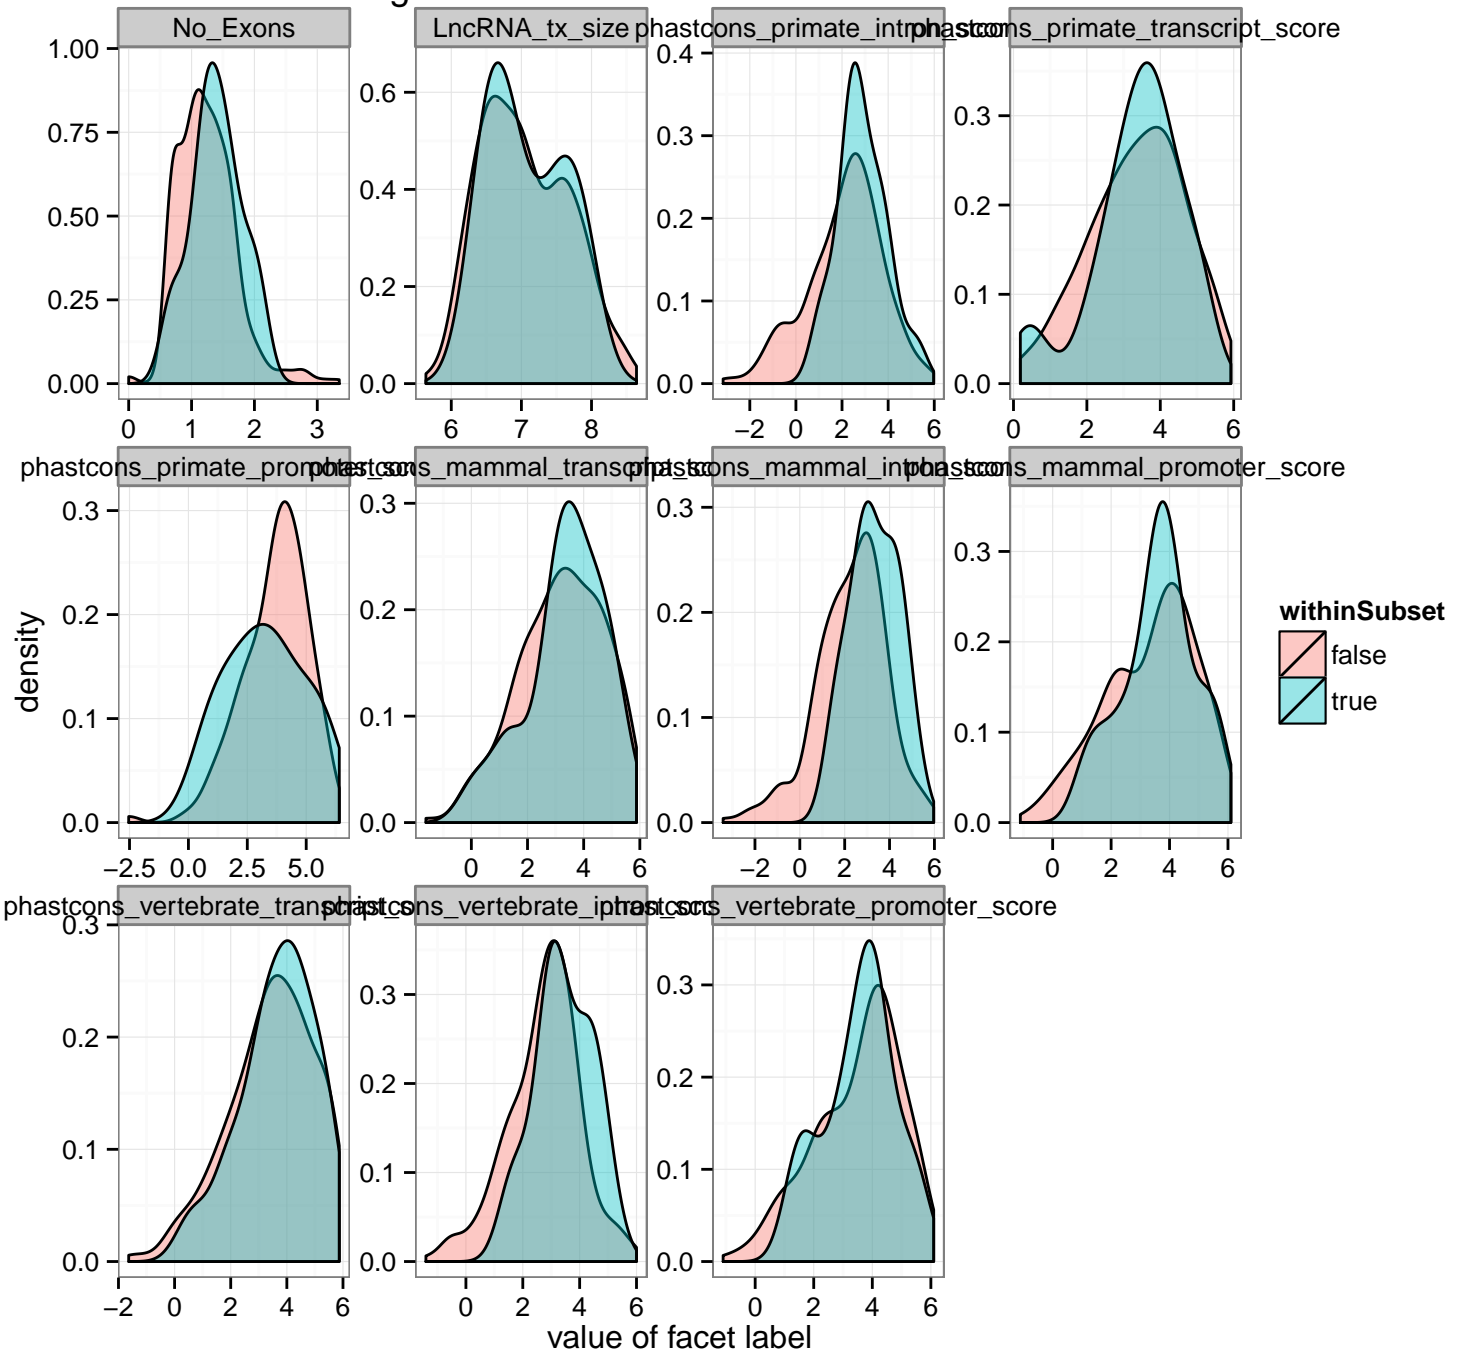 g
No_Exons
LncRNA_tx_size
phastcons_primate_intron_score
phastcons_primate_transcript_score
1.00
0.75
0.50
0.25
0.00
0.6
0.4
0.2
0.0
0.4
0.3
0.2
0.1
0.0
0.3
0.2
0.1
0.0
0 1 2 3
6 7 8
−2 0 2 4 6
0 2 4 6
phastcons_primate_promoter_score
phastcons_mammal_transcript_score
phastcons_mammal_intron_score
phastcons_mammal_promoter_score
density
0.3
0.2
0.1
0.0
0.3
0.2
0.1
0.0
0.3
0.2
0.1
0.0
0.3
0.2
0.1
0.0
−2.5 0.0 2.5 5.0
0 2 4 6
−2 0 2 4 6
0 2 4 6
withinSubset
false
true
phastcons_vertebrate_transcript_score
phastcons_vertebrate_intron_score
phastcons_vertebrate_promoter_score
0.3
0.2
0.1
0.0
0.3
0.2
0.1
0.0
0.3
0.2
0.1
0.0
−2 0 2 4 6
0 2 4 6
0 2 4 6
value of facet label